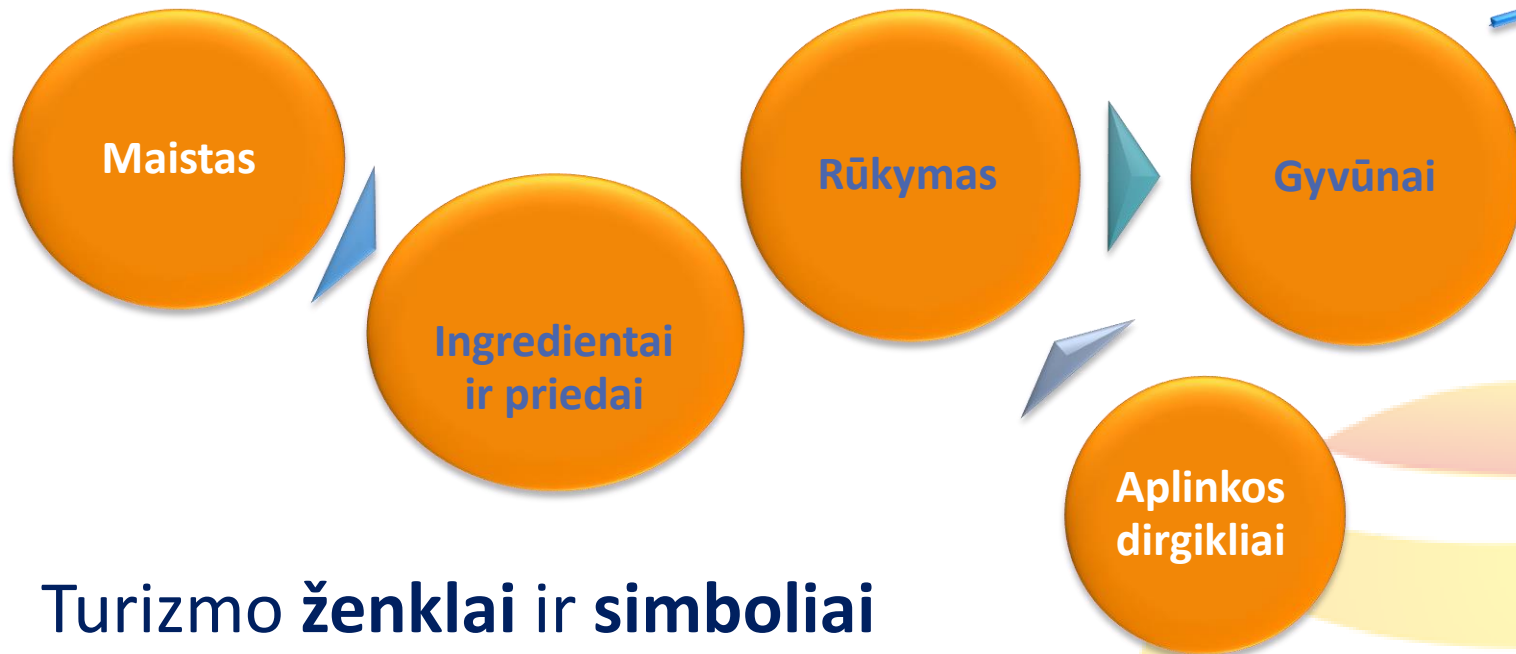 Maistas
Ingredientai
ir priedai
Rūkymas
Gyvūnai
Aplinkos
dirgikliai
Turizmo ženklai ir simboliai